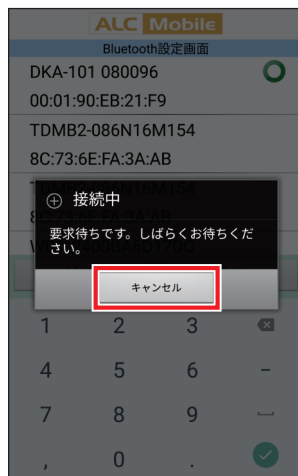 ALC Mobile
Bluetooth設定画面
DKA-101 080096
00:01:90:EB:21:F9
TDMB2-086N16M154
8C:73:6E:FA:3A:AB
接続中
要求待ちです。しばらくお待ちくだ
さい。
キャンセル
1 2 3
4 5 6 -
7 8 9
, 0 .